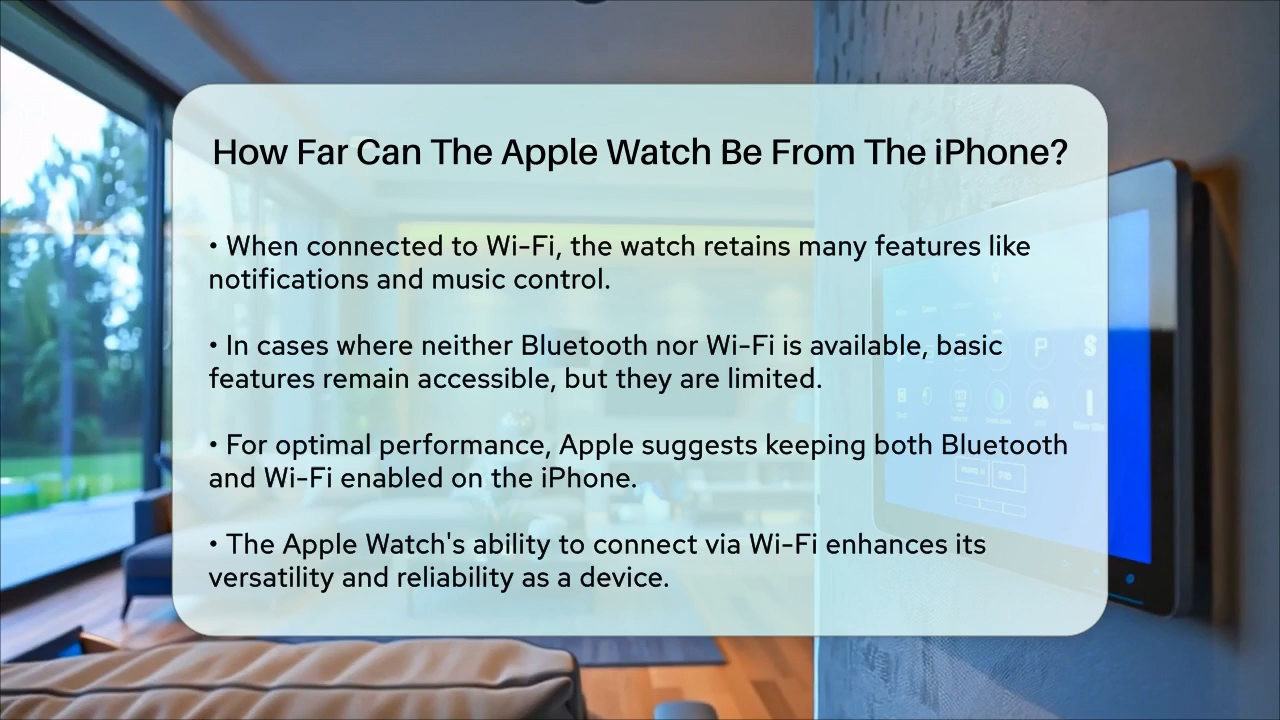 How Far Can The Apple Watch Be From The iPhone?
• When connected to Wi-Fi, the watch retains many features like
notifications and music control.
• In cases where neither Bluetooth nor Wi-Fi is available, basic
features remain accessible, but they are limited.
• For optimal performance, Apple suggests keeping both Bluetooth
and Wi-Fi enabled on the iPhone.
• The Apple Watch's ability to connect via Wi-Fi enhances its
versatility and reliability as a device.
P
S